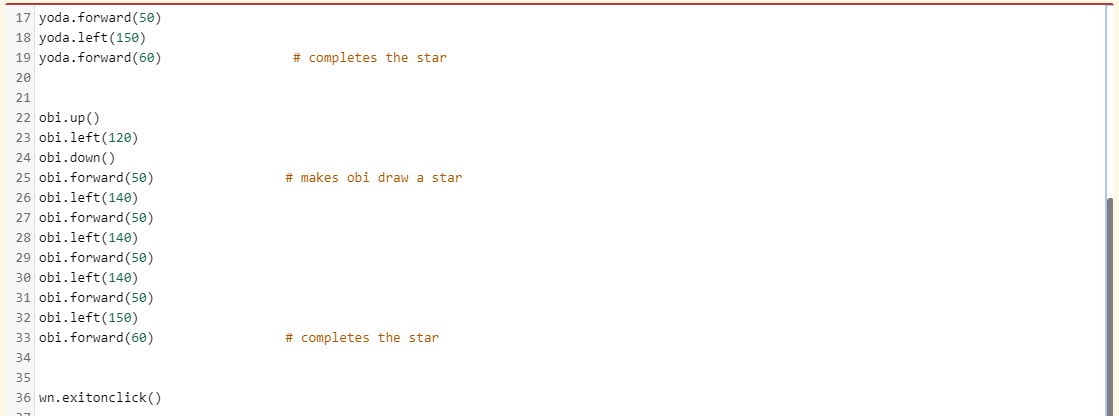 17 yoda.forward(50)
18 yoda.left(150)
19 yoda.forward(60) # completes the star
20
21
22 obi.up()
23 obi.left(120)
24 obi.down()
25 obi.forward(50) # makes obi draw a star
26 obi.left(140)
27 obi.forward(50)
28 obi.left(140)
29 obi.forward(50)
30 obi.left(140)
31 obi.forward(50)
32 obi.left(150)
33 obi.forward(60) # completes the star
34
35
36 wn.exitonclick()
37